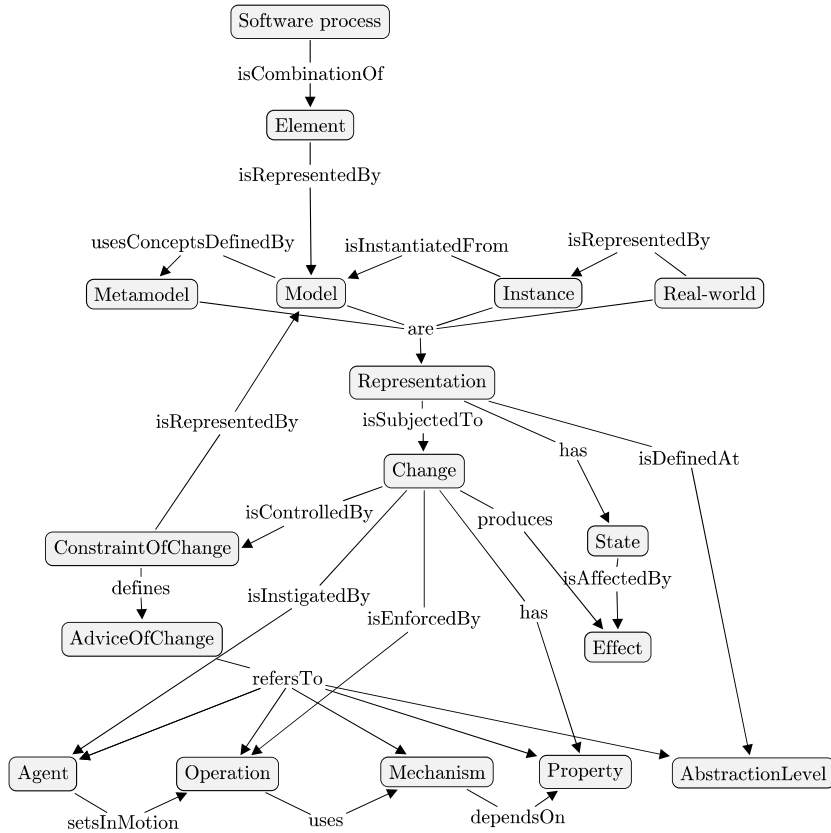 Software process
isCombinationOf
Element
isRepresentedBy
usesConceptsDefinedBy
isInstantiatedFrom
isRepresentedBy
Metamodel
Model
Instance
Real-world
are
Representation
isSubjectedTo
isRepresentedBy
has
isDefinedAt
Change
isControlledBy
produces
ConstraintOfChange
State
defines
isAffectedBy
isInstigatedBy
isEnforcedBy
has
AdviceOfChange
Effect
refersTo
Agent
Operation
Mechanism
Property
AbstractionLevel
setsInMotion
uses
dependsOn